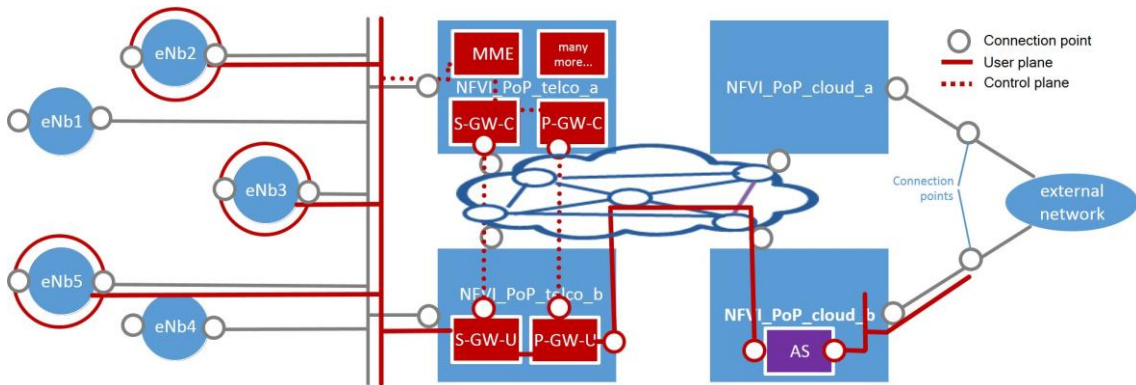 eNb2
eNb1
eNb3
eNb5
eNb4
MME
many
more...
NFVI_PoP_telco_a
S-GW-C
P-GW-C
NFVI_PoP_telco_b
S-GW-U
P-GW-U
NFVI_PoP_cloud_a
NFVI_PoP_cloud_b
AS
Connection
points
external
network
Connection point
User plane
Control plane